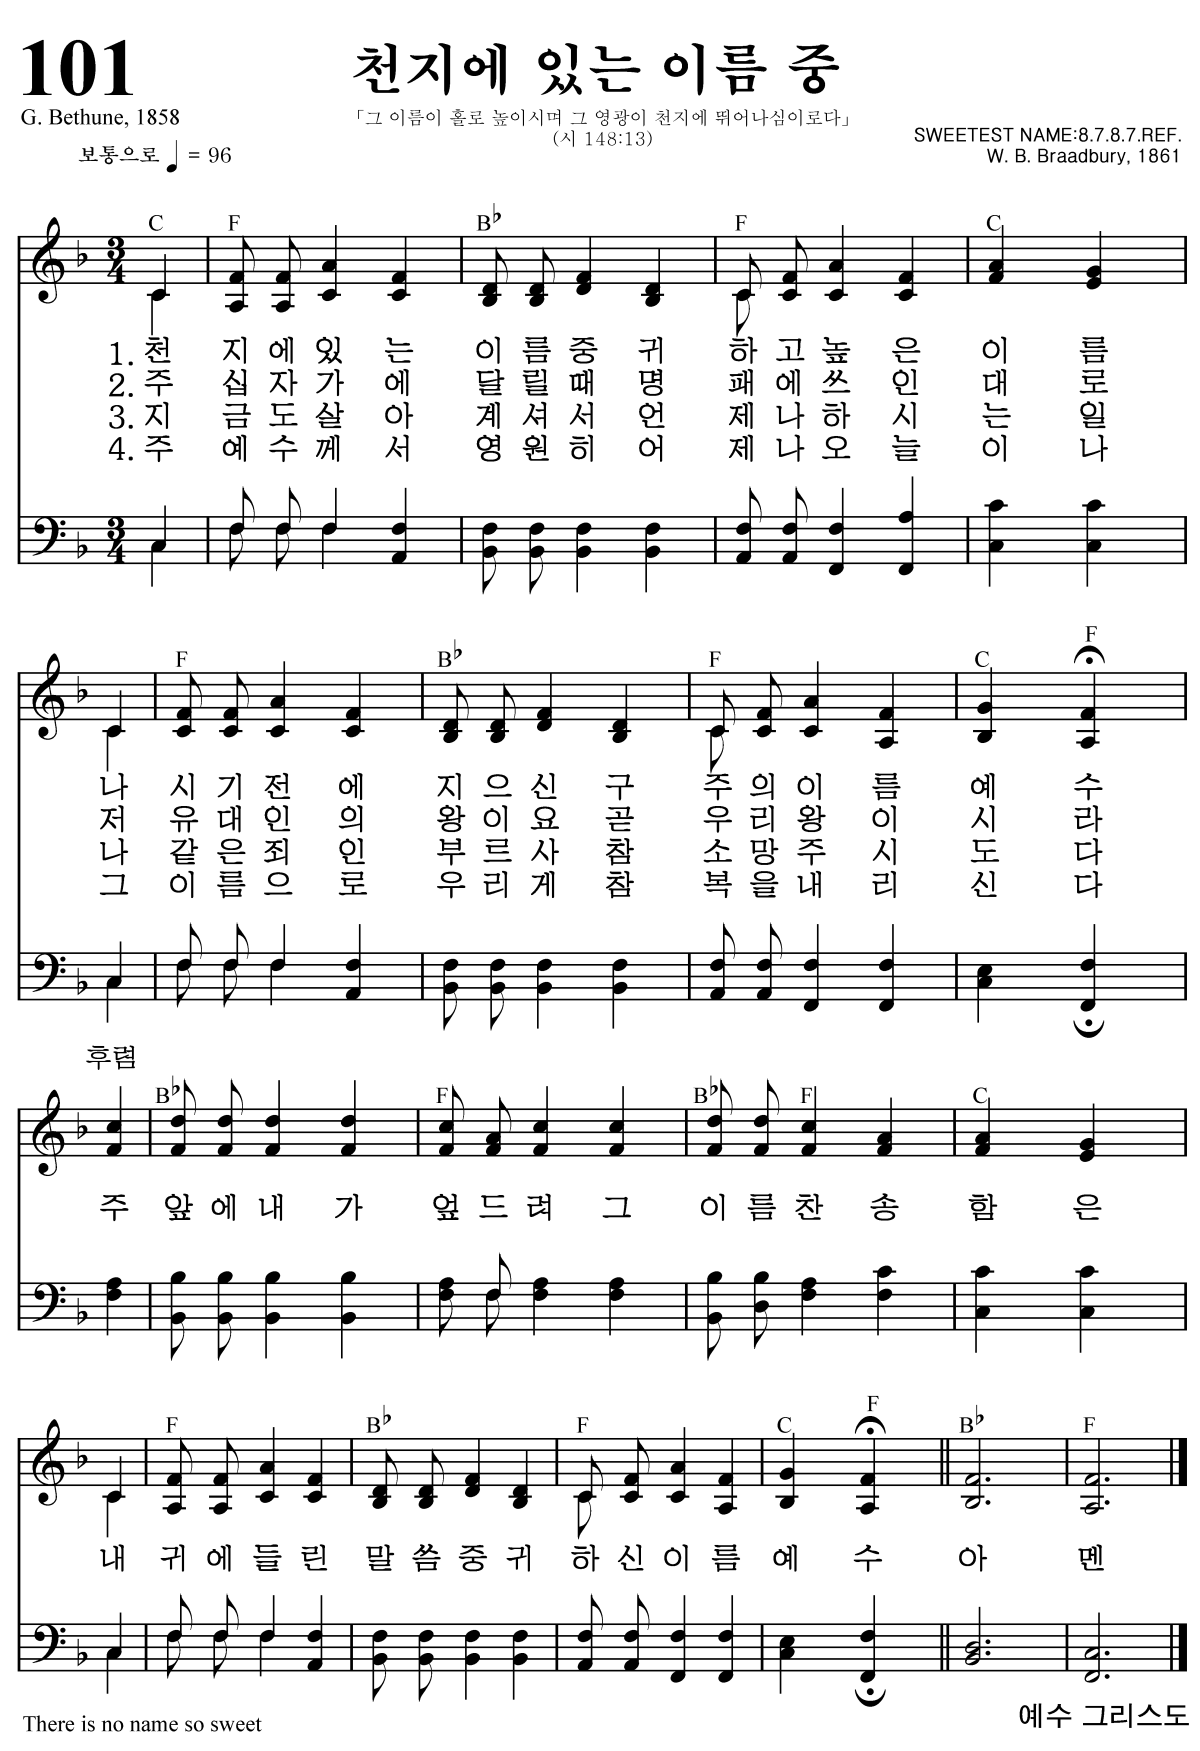 101
천지에 있는 이름 중
G. Bethune, 1858
「그 이름이 홀로 높이시며 그 영광이 천지에 뛰어나심이로다」
(시 148:13)
SWEETEST NAME:8.7.8.7.REF.
W. B. Braadbury, 1861
보통으로 ♩ = 96
C F B♭ F C
1. 천 지 에 있 는 이 름 중 귀 하 고 높 은 이 름
2. 주 십 자 가 에 달 릴 때 명 패 에 쓰 인 대 로
3. 지 금 도 살 아 계 셔 서 언 제 나 하 시 는 일
4. 주 예 수 께 서 영 원 히 어 제 나 오 늘 이 나
F B♭ F C F
나 시 기 전 에 지 으 신 구 주 의 이 름 예 수
저 유 대 인 의 왕 이 요 곧 우 리 왕 이 시 라
나 같 은 죄 인 부 르 사 참 소 망 주 시 도 다
그 이 름 으 로 우 리 게 참 복 을 내 리 신 다
후렴
B♭ F B♭ F C
주 앞 에 내 가 엎 드 려 그 이 름 찬 송 함 은
F B♭ F C F B♭ F
내 귀 에 들 린 말 씀 중 귀 하 신 이 름 예 수 아 멘
There is no name so sweet
예수 그리스도